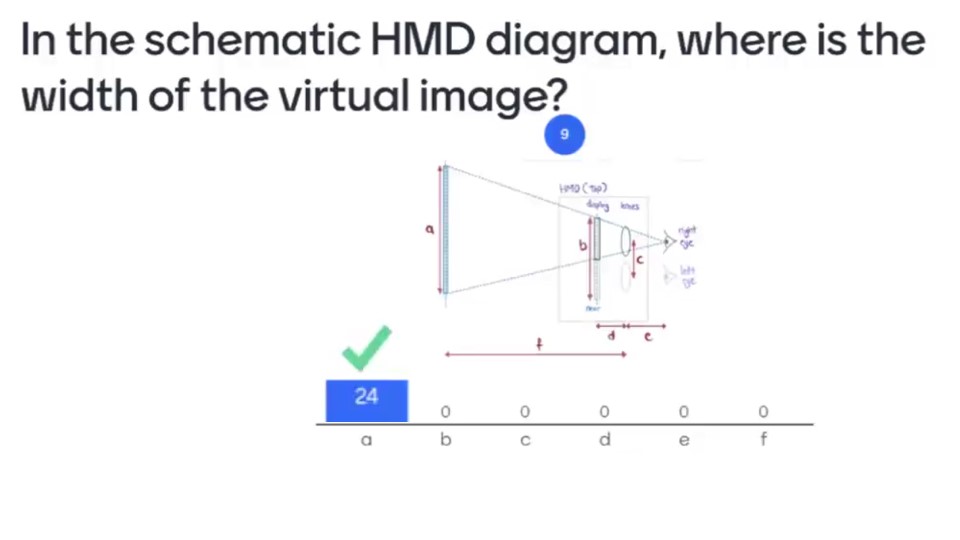 In the schematic HMD diagram, where is the
width of the virtual image?
9
HMD (TOP)
display lenses
a
b
c
right
eye
left
eye
d e
f
24 0 0 0 0 0
a b c d e f